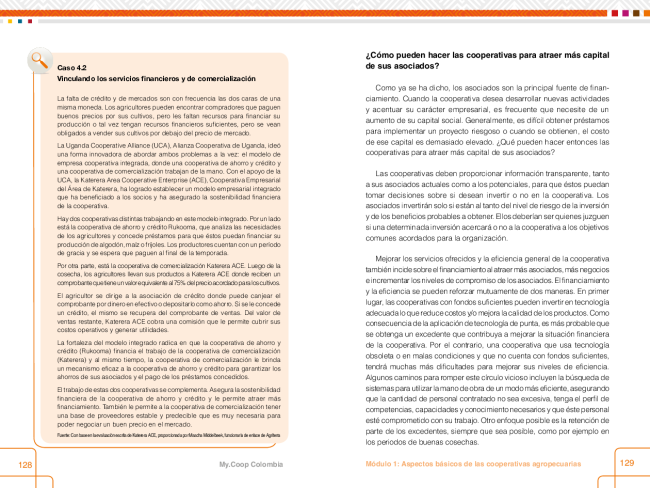 Caso 4.2
Vinculando los servicios financieros y de comercialización
La falta de crédito y de mercados son con frecuencia las dos caras de una
misma moneda. Los agricultores pueden encontrar compradores que paguen
buenos precios por sus cultivos, pero les faltan recursos para financiar su
producción o tal vez tengan recursos financieros suficientes, pero se vean
obligados a vender sus cultivos por debajo del precio de mercado.
La Uganda Cooperative Alliance (UCA), Alianza Cooperativa de Uganda, ideó
una forma innovadora de abordar ambos problemas a la vez: el modelo de
empresa cooperativa integrada, donde una cooperativa de ahorro y crédito y
una cooperativa de comercialización trabajan de la mano. Con el apoyo de la
UCA, la Katerera Area Cooperative Enterprise (ACE), Cooperativa Empresarial
del Área de Katerera, ha logrado establecer un modelo empresarial integrado
que ha beneficiado a los socios y ha asegurado la sostenibilidad financiera
de la cooperativa.
Hay dos cooperativas distintas trabajando en este modelo integrado. Por un lado
está la cooperativa de ahorro y crédito Rukooma, que analiza las necesidades
de los agricultores y concede préstamos para que éstos puedan financiar su
producción de algodón, maíz o frijoles. Los productores cuentan con un período
de gracia y se espera que paguen al final de la temporada.
Por otra parte, está la cooperativa de comercialización Katerera ACE. Luego de la
cosecha, los agricultores llevan sus productos a Katerera ACE donde reciben un
comprobante que tiene un valor equivalente al 75% del precio acordado para los cultivos.
El agricultor se dirige a la asociación de crédito donde puede canjear el
comprobante por dinero en efectivo o depositarlo como ahorro. Si se le concede
un crédito, el mismo se recupera del comprobante de ventas. Del valor de
ventas restante, Katerera ACE cobra una comisión que le permite cubrir sus
costos operativos y generar utilidades.
La fortaleza del modelo integrado radica en que la cooperativa de ahorro y
crédito (Rukooma) financia el trabajo de la cooperativa de comercialización
(Katerera) y al mismo tiempo, la cooperativa de comercialización le brinda
un mecanismo eficaz a la cooperativa de ahorro y crédito para garantizar los
ahorros de sus asociados y el pago de los préstamos concedidos.
El trabajo de estas dos cooperativas se complementa. Asegura la sostenibilidad
financiera de la cooperativa de ahorro y crédito y le permite atraer más
financiamiento. También le permite a la cooperativa de comercialización tener
una base de proveedores estable y predecible que es muy necesaria para
poder negociar un buen precio en el mercado.
Fuente: Con base en la evaluación escrita de Katerera ACE, proporcionada por
128
My.Coop Colombia
¿Cómo pueden hacer las cooperativas para atraer más capital
de sus asociados?
Como ya se ha dicho, los asociados son la principal fuente de finan-
ciamiento. Cuando la cooperativa desea desarrollar nuevas actividades
y acentuar su carácter empresarial, es frecuente que necesite de un
aumento de su capital social. Generalmente, es difícil obtener préstamos
para implementar un proyecto riesgoso o cuando se obtienen, el costo
de ese capital es demasiado elevado. ¿Qué pueden hacer entonces las
cooperativas para atraer más capital de sus asociados?
Las cooperativas deben proporcionar información transparente, tanto
a sus asociados actuales como a los potenciales, para que éstos puedan
tomar decisiones sobre si desean invertir o no en la cooperativa. Los
asociados invertirán solo si están al tanto del nivel de riesgo de la inversión
y de los beneficios probables a obtener. Ellos deberían ser quienes juzguen
si una determinada inversión acercará o no a la cooperativa a los objetivos
comunes acordados para la organización.
Mejorar los servicios ofrecidos y la eficiencia general de la cooperativa
también incide sobre el financiamiento al atraer más asociados, más negocios
e incrementar los niveles de compromiso de los asociados. El financiamiento
y la eficiencia se pueden reforzar mutuamente de dos maneras. En primer
lugar, las cooperativas con fondos suficientes pueden invertir en tecnología
adecuada lo que reduce costos y/o mejora la calidad de los productos. Como
consecuencia de la aplicación de tecnología de punta, es más probable que
se obtenga un excedente que contribuya a mejorar la situación financiera
de la cooperativa. Por el contrario, una cooperativa que usa tecnología
obsoleta o en malas condiciones y que no cuenta con fondos suficientes,
tendrá muchas más dificultades para mejorar sus niveles de eficiencia.
Algunos caminos para romper este círculo vicioso incluyen la búsqueda de
sistemas para utilizar la mano de obra de un modo más eficiente, asegurando
que la cantidad de personal contratado no sea excesiva, tenga el perfil de
competencias, capacidades y conocimiento necesarios y que éste personal
esté comprometido con su trabajo. Otro enfoque posible es la retención de
parte de los excedentes, siempre que sea posible, como por ejemplo en
los periodos de buenas cosechas.
Módulo 1: Aspectos básicos de las cooperativas agropecuarias
129